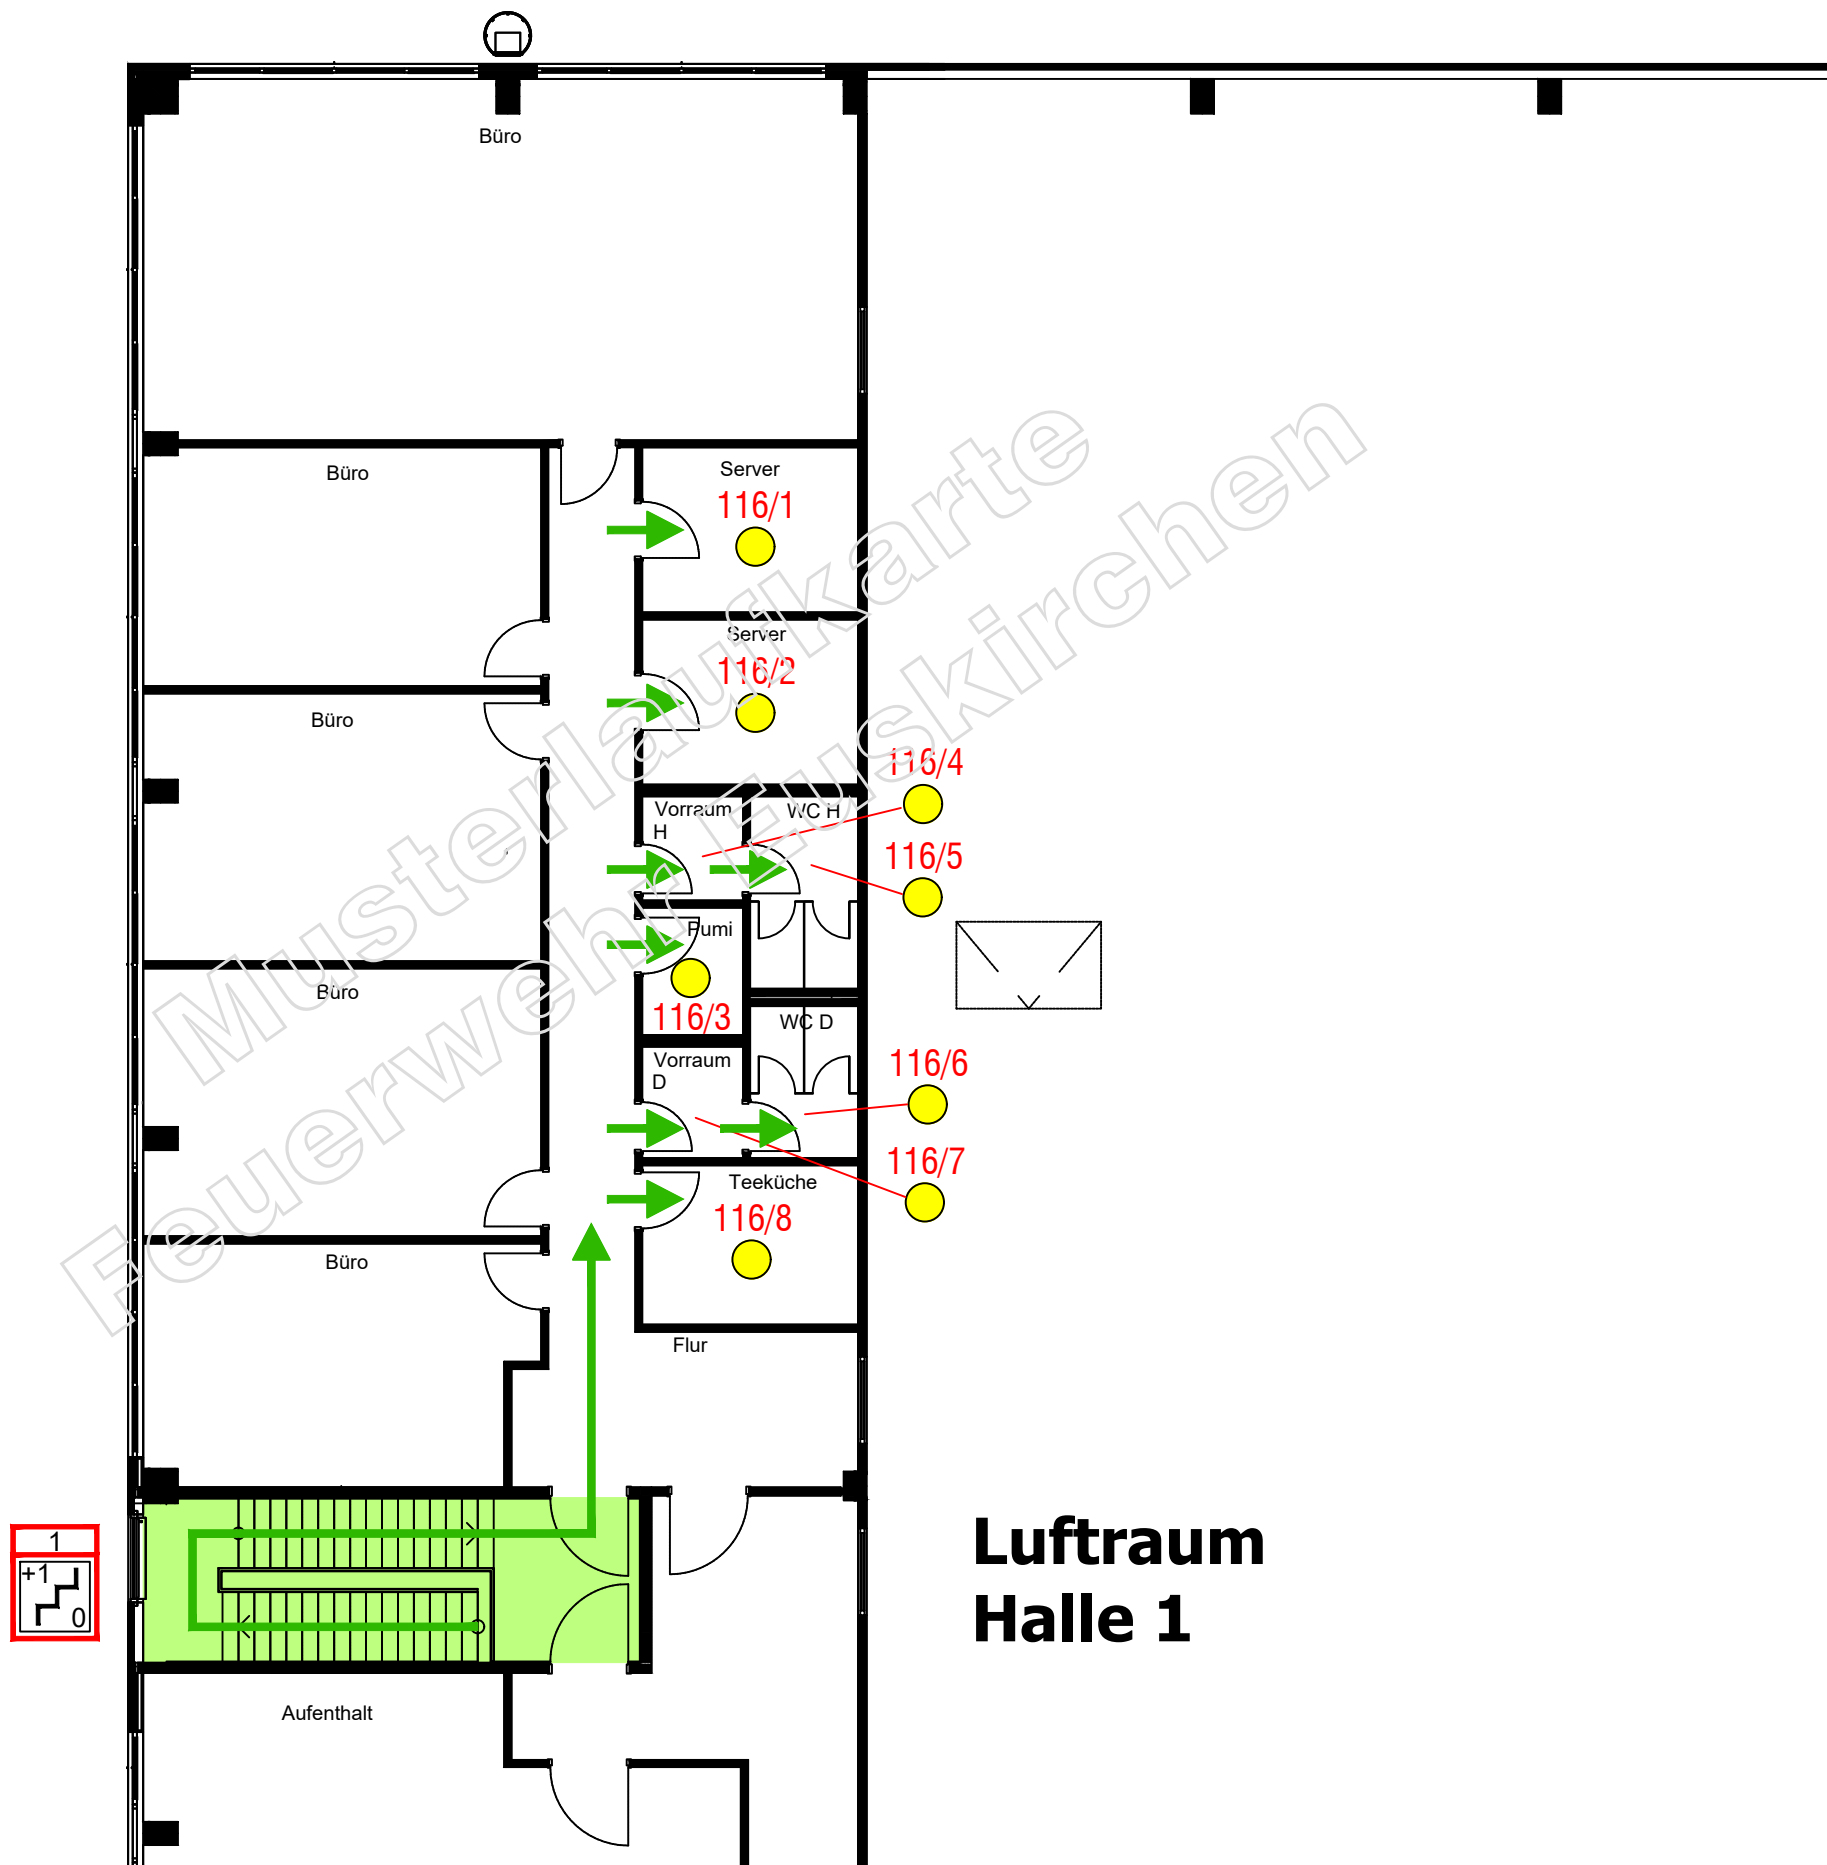 Büro
Büro
Server
116/1
Server
116/2
Büro
116/4
Vorraum
H
WC H
116/5
Pumi
Büro
116/3
WC D
Vorraum
D
116/6
116/7
Teeküche
116/8
Büro
Flur
1
+1
0
Luftraum
Halle 1
Aufenthalt
Musterlaufkarte
Feuerwehr Euskirchen